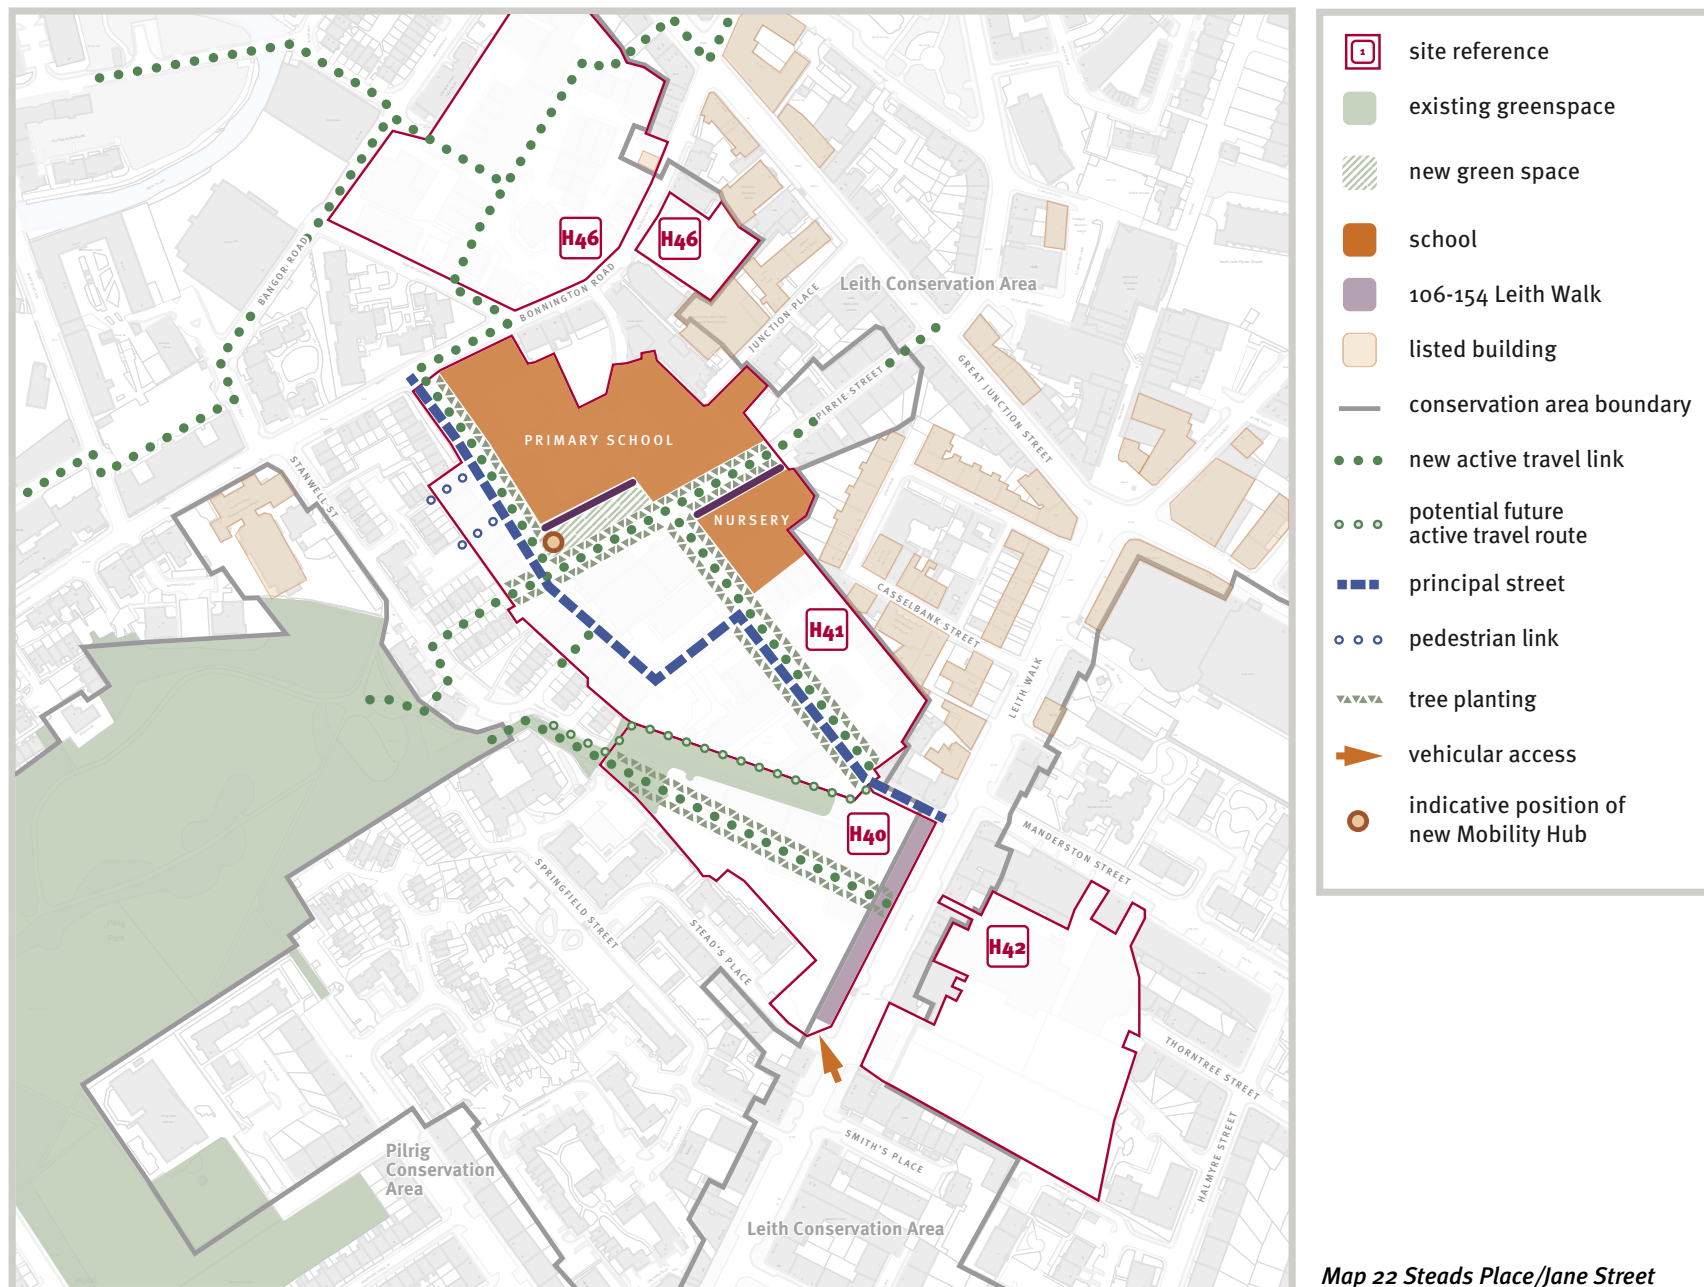 H46
H46
BANGOR ROAD
BONNINGTON ROAD
JUNCTION PLACE
Leith Conservation Area
GREAT JUNCTION STREET
PIRRIE STREET
PRIMARY SCHOOL
STANWELL ST
NURSERY
CASSELBANK STREET
H41
LEITH WALK
H40
MANDERSTON STREET
SPRINGFIELD STREET
STEAD'S PLACE
H42
THORNTREE STREET
HALMYRE STREET
SMITH'S PLACE
Pilrig
Park
Pilrig
Conservation
Area
Leith Conservation Area
1
site reference
existing greenspace
new green space
school
106-154 Leith Walk
listed building
conservation area boundary
new active travel link
potential future
active travel route
principal street
pedestrian link
tree planting
vehicular access
indicative position of
new Mobility Hub
Map 22 Steads Place/Jane Street